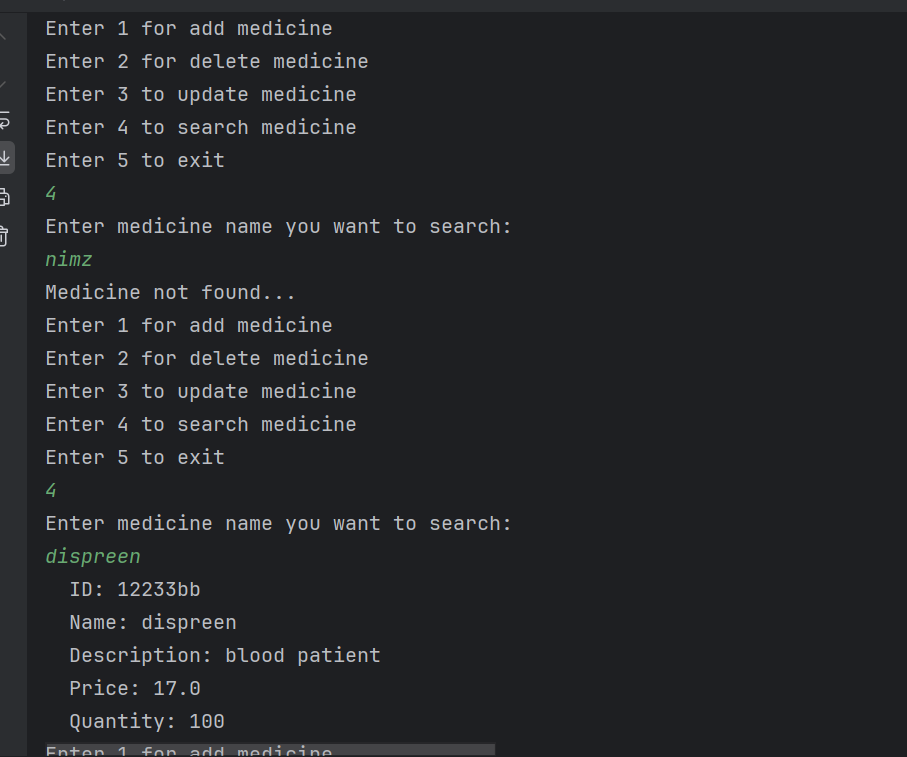 Enter 1 for add medicine
Enter 2 for delete medicine
Enter 3 to update medicine
Enter 4 to search medicine
Enter 5 to exit
4
Enter medicine name you want to search:
nimz
Medicine not found...
Enter 1 for add medicine
Enter 2 for delete medicine
Enter 3 to update medicine
Enter 4 to search medicine
Enter 5 to exit
4
Enter medicine name you want to search:
dispreen
ID: 12233bb
Name: dispreen
Description: blood patient
Price: 17.0
Quantity: 100
Enter 1 for add medicine